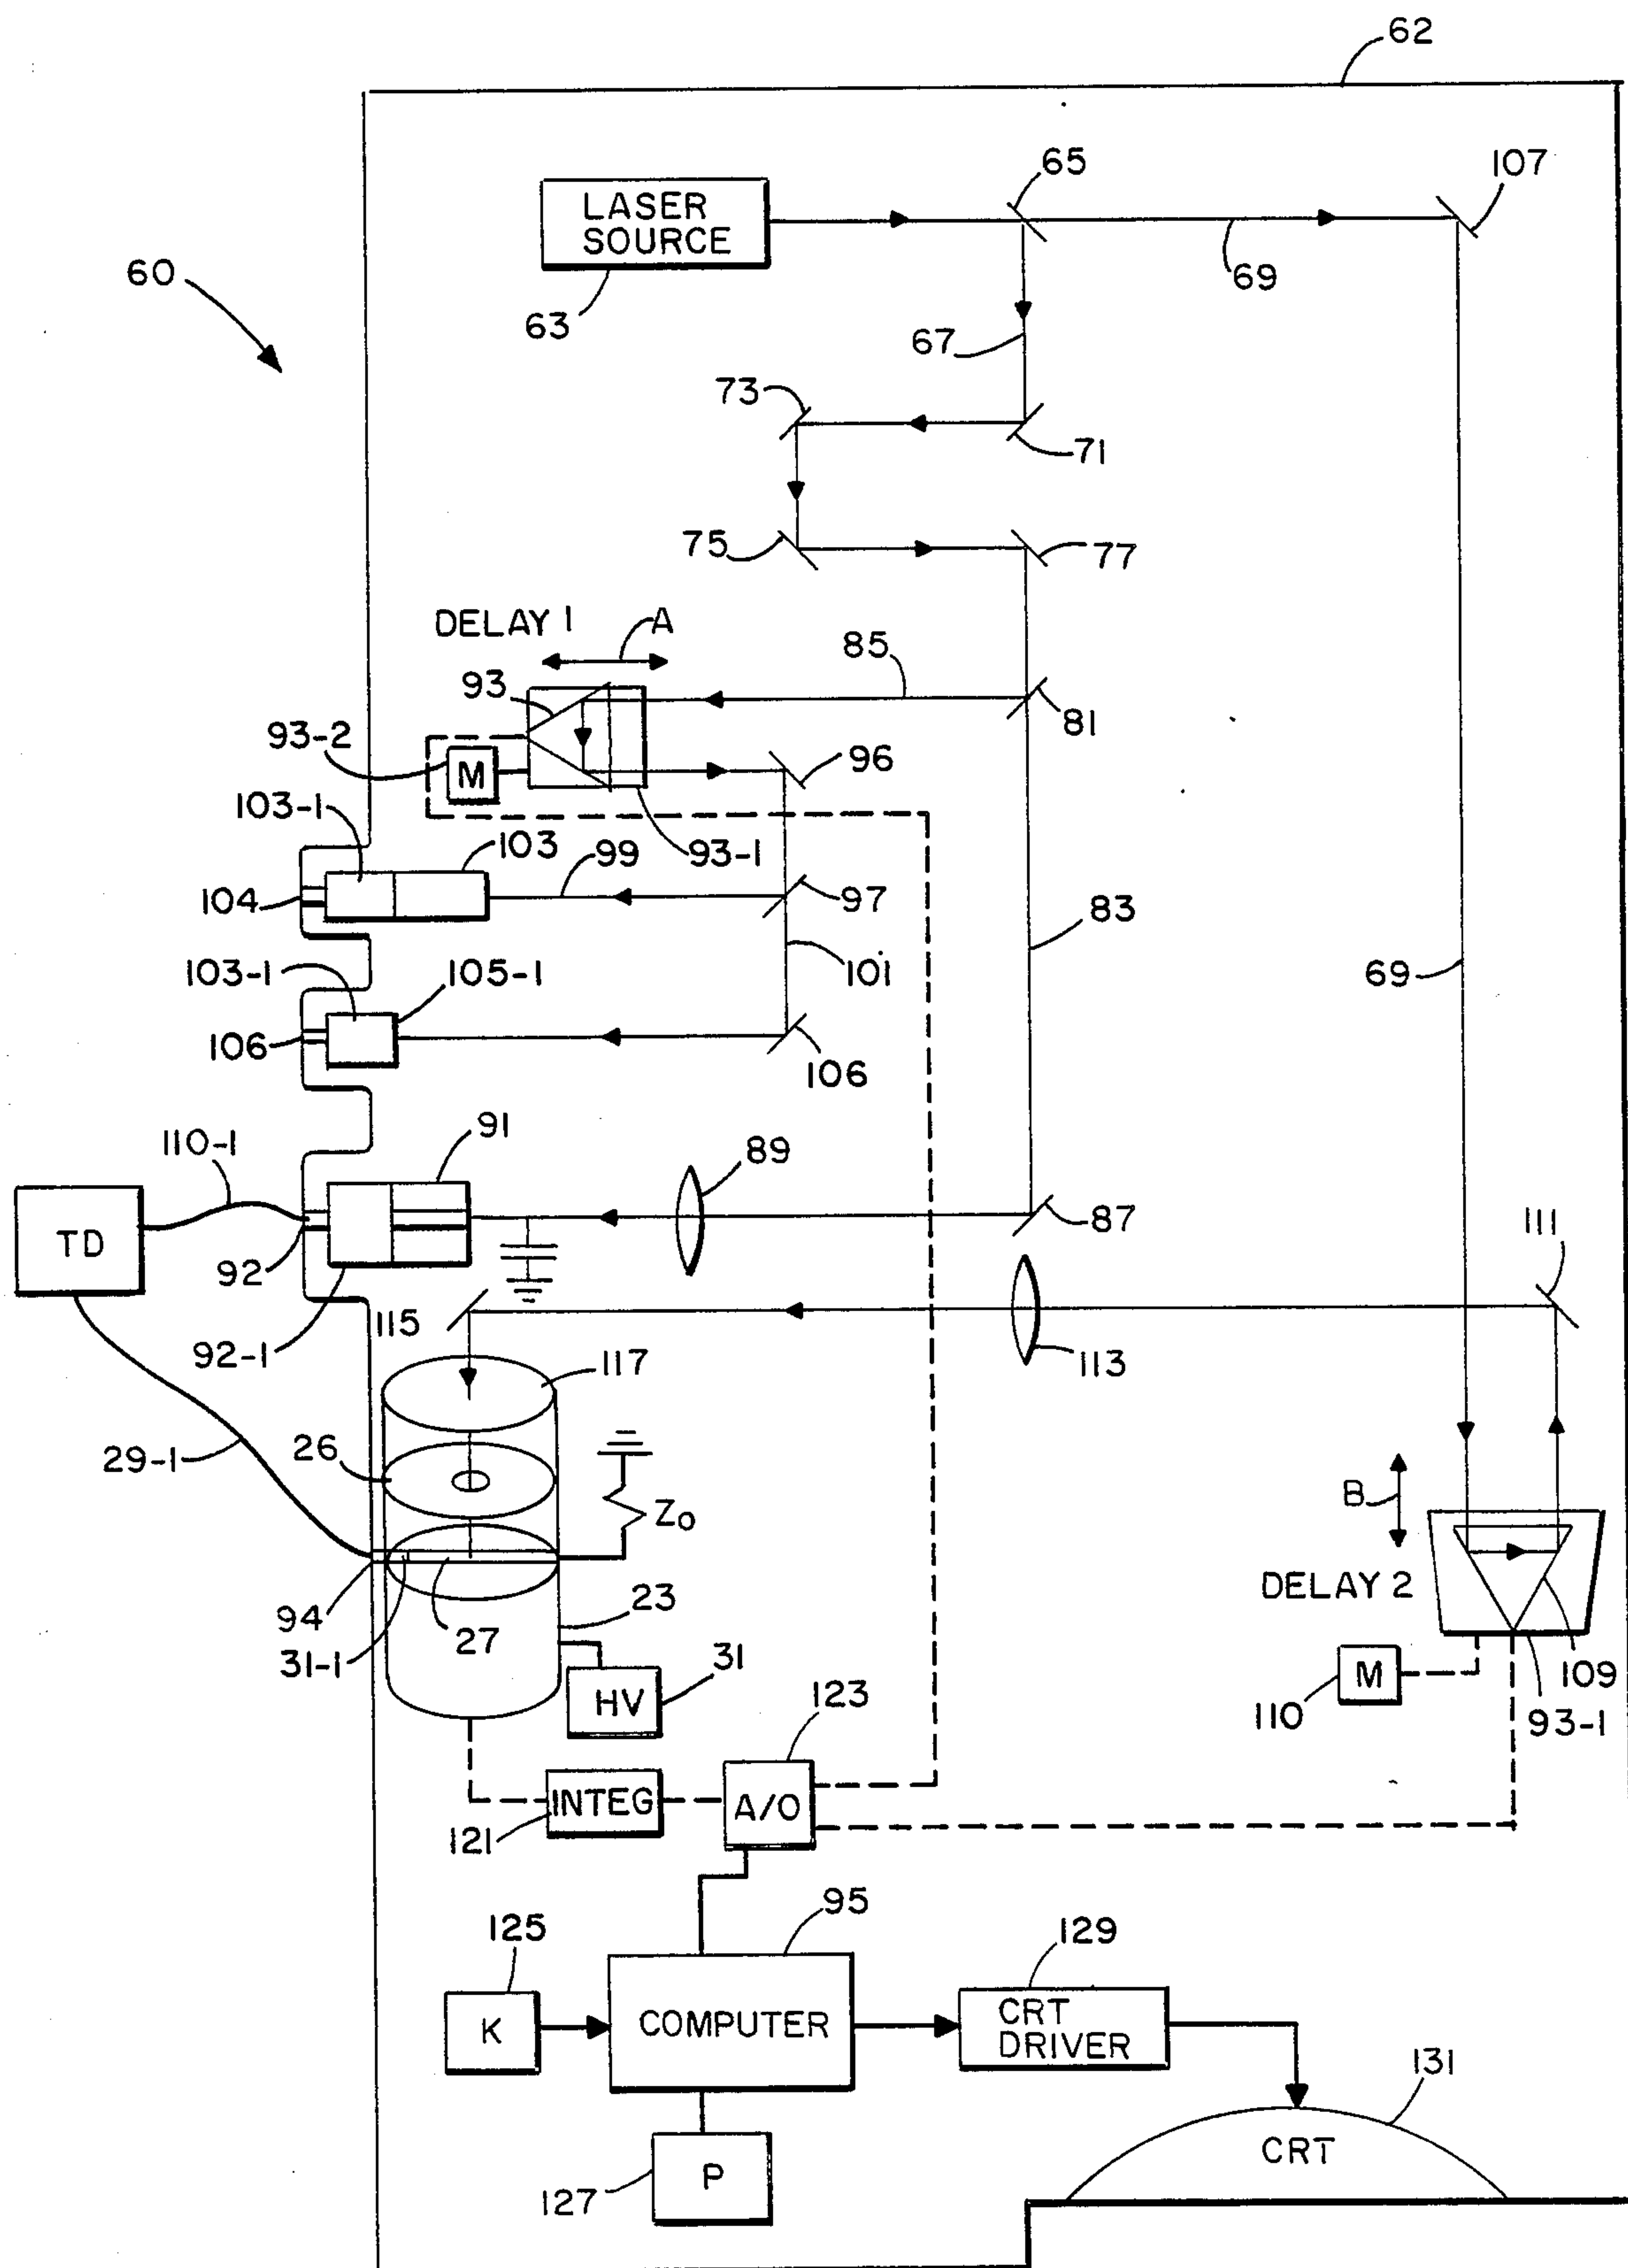 62
65
107
LASER
SOURCE
69
60
63
67
73
71
75
77
DELAY 1
A
85
93
81
93-2
M
96
103-1
103
99
93-1
104
97
83
103-1
105-1
101
69
106
106
110-1
91
89
TD
87
111
92
115
92-1
117
113
26
29-1
Zo
B
DELAY 2
94
27
23
31-1
31
HV
123
M
109
110
93-1
INTEG
A/O
121
95
125
129
K
COMPUTER
CRT
DRIVER
131
CRT
P
127